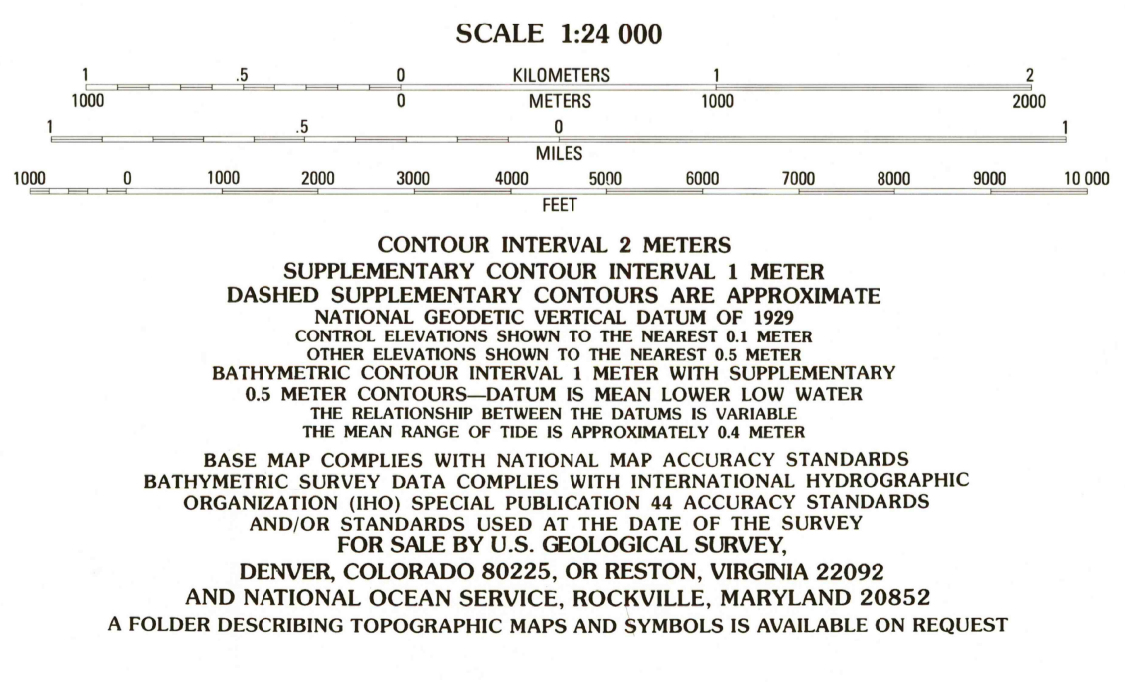 SCALE 1:24 000
1 .5 0 KILOMETERS 1 2
1000 0 METERS 1000 2000
1 .5 0 1
MILES
1000 0 1000 2000 3000 4000 5000 6000 7000 8000 9000 10 000
FEET
CONTOUR INTERVAL 2 METERS
SUPPLEMENTARY CONTOUR INTERVAL 1 METER
DASHED SUPPLEMENTARY CONTOURS ARE APPROXIMATE
NATIONAL GEODETIC VERTICAL DATUM OF 1929
CONTROL ELEVATIONS SHOWN TO THE NEAREST 0.1 METER
OTHER ELEVATIONS SHOWN TO THE NEAREST 0.5 METER
BATHYMETRIC CONTOUR INTERVAL 1 METER WITH SUPPLEMENTARY
0.5 METER CONTOURS—DATUM IS MEAN LOWER LOW WATER
THE RELATIONSHIP BETWEEN THE DATUMS IS VARIABLE
THE MEAN RANGE OF TIDE IS APPROXIMATELY 0.4 METER
BASE MAP COMPLIES WITH NATIONAL MAP ACCURACY STANDARDS
BATHYMETRIC SURVEY DATA COMPLIES WITH INTERNATIONAL HYDROGRAPHIC
ORGANIZATION (IHO) SPECIAL PUBLICATION 44 ACCURACY STANDARDS
AND/OR STANDARDS USED AT THE DATE OF THE SURVEY
FOR SALE BY U.S. GEOLOGICAL SURVEY,
DENVER, COLORADO 80225, OR RESTON, VIRGINIA 22092
AND NATIONAL OCEAN SERVICE, ROCKVILLE, MARYLAND 20852
A FOLDER DESCRIBING TOPOGRAPHIC MAPS AND SYMBOLS IS AVAILABLE ON REQUEST